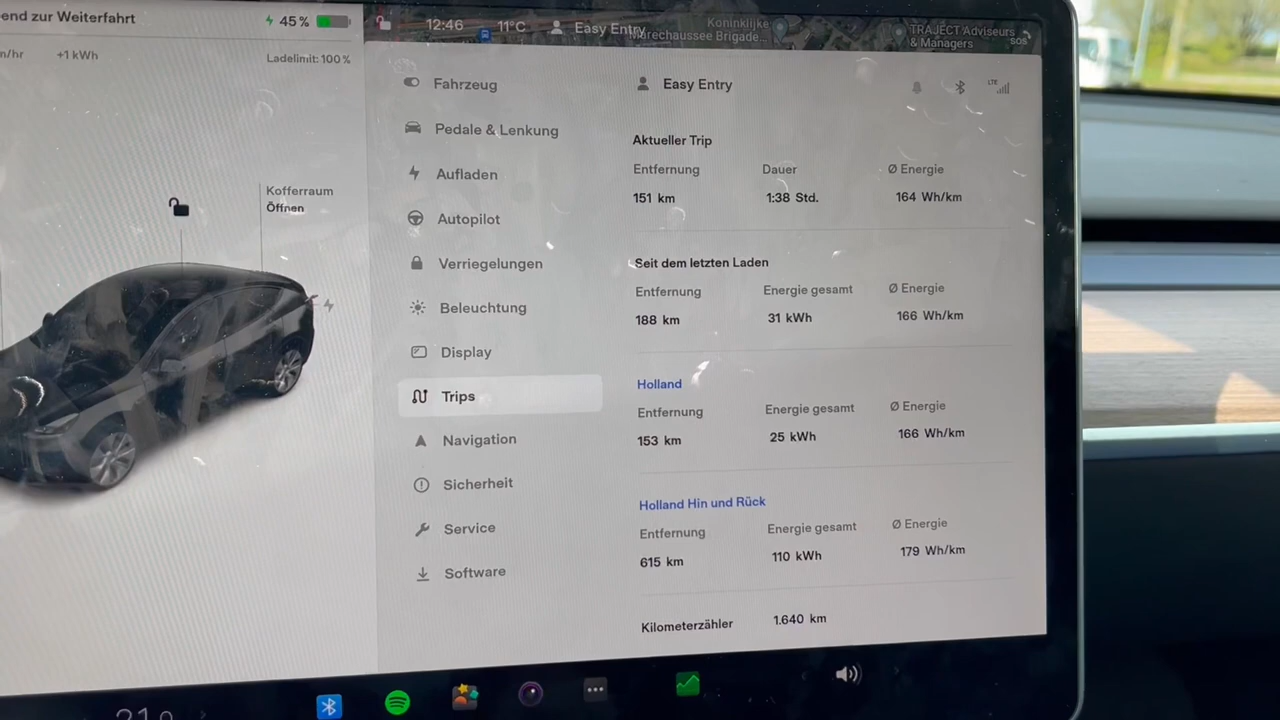 end zur Weiterfahrt
45 %
n/hr
+1 kWh
Ladelimit: 100 %
Kofferraum
Öffnen
12:46
11°C
Easy Entry
Koninklijke
Marechaussee Brigade...
TRAJECT Adviseurs
& Managers
SOS
Fahrzeug
Pedale & Lenkung
Aufladen
Autopilot
Verriegelungen
Beleuchtung
Display
Trips
Navigation
Sicherheit
Service
Software
Easy Entry
LTE
Aktueller Trip
Entfernung Dauer Ø Energie
151 km 1:38 Std. 164 Wh/km
Seit dem letzten Laden
Entfernung Energie gesamt Ø Energie
188 km 31 kWh 166 Wh/km
Holland
Entfernung Energie gesamt Ø Energie
153 km 25 kWh 166 Wh/km
Holland Hin und Rück
Entfernung Energie gesamt Ø Energie
615 km 110 kWh 179 Wh/km
Kilometerzähler 1.640 km